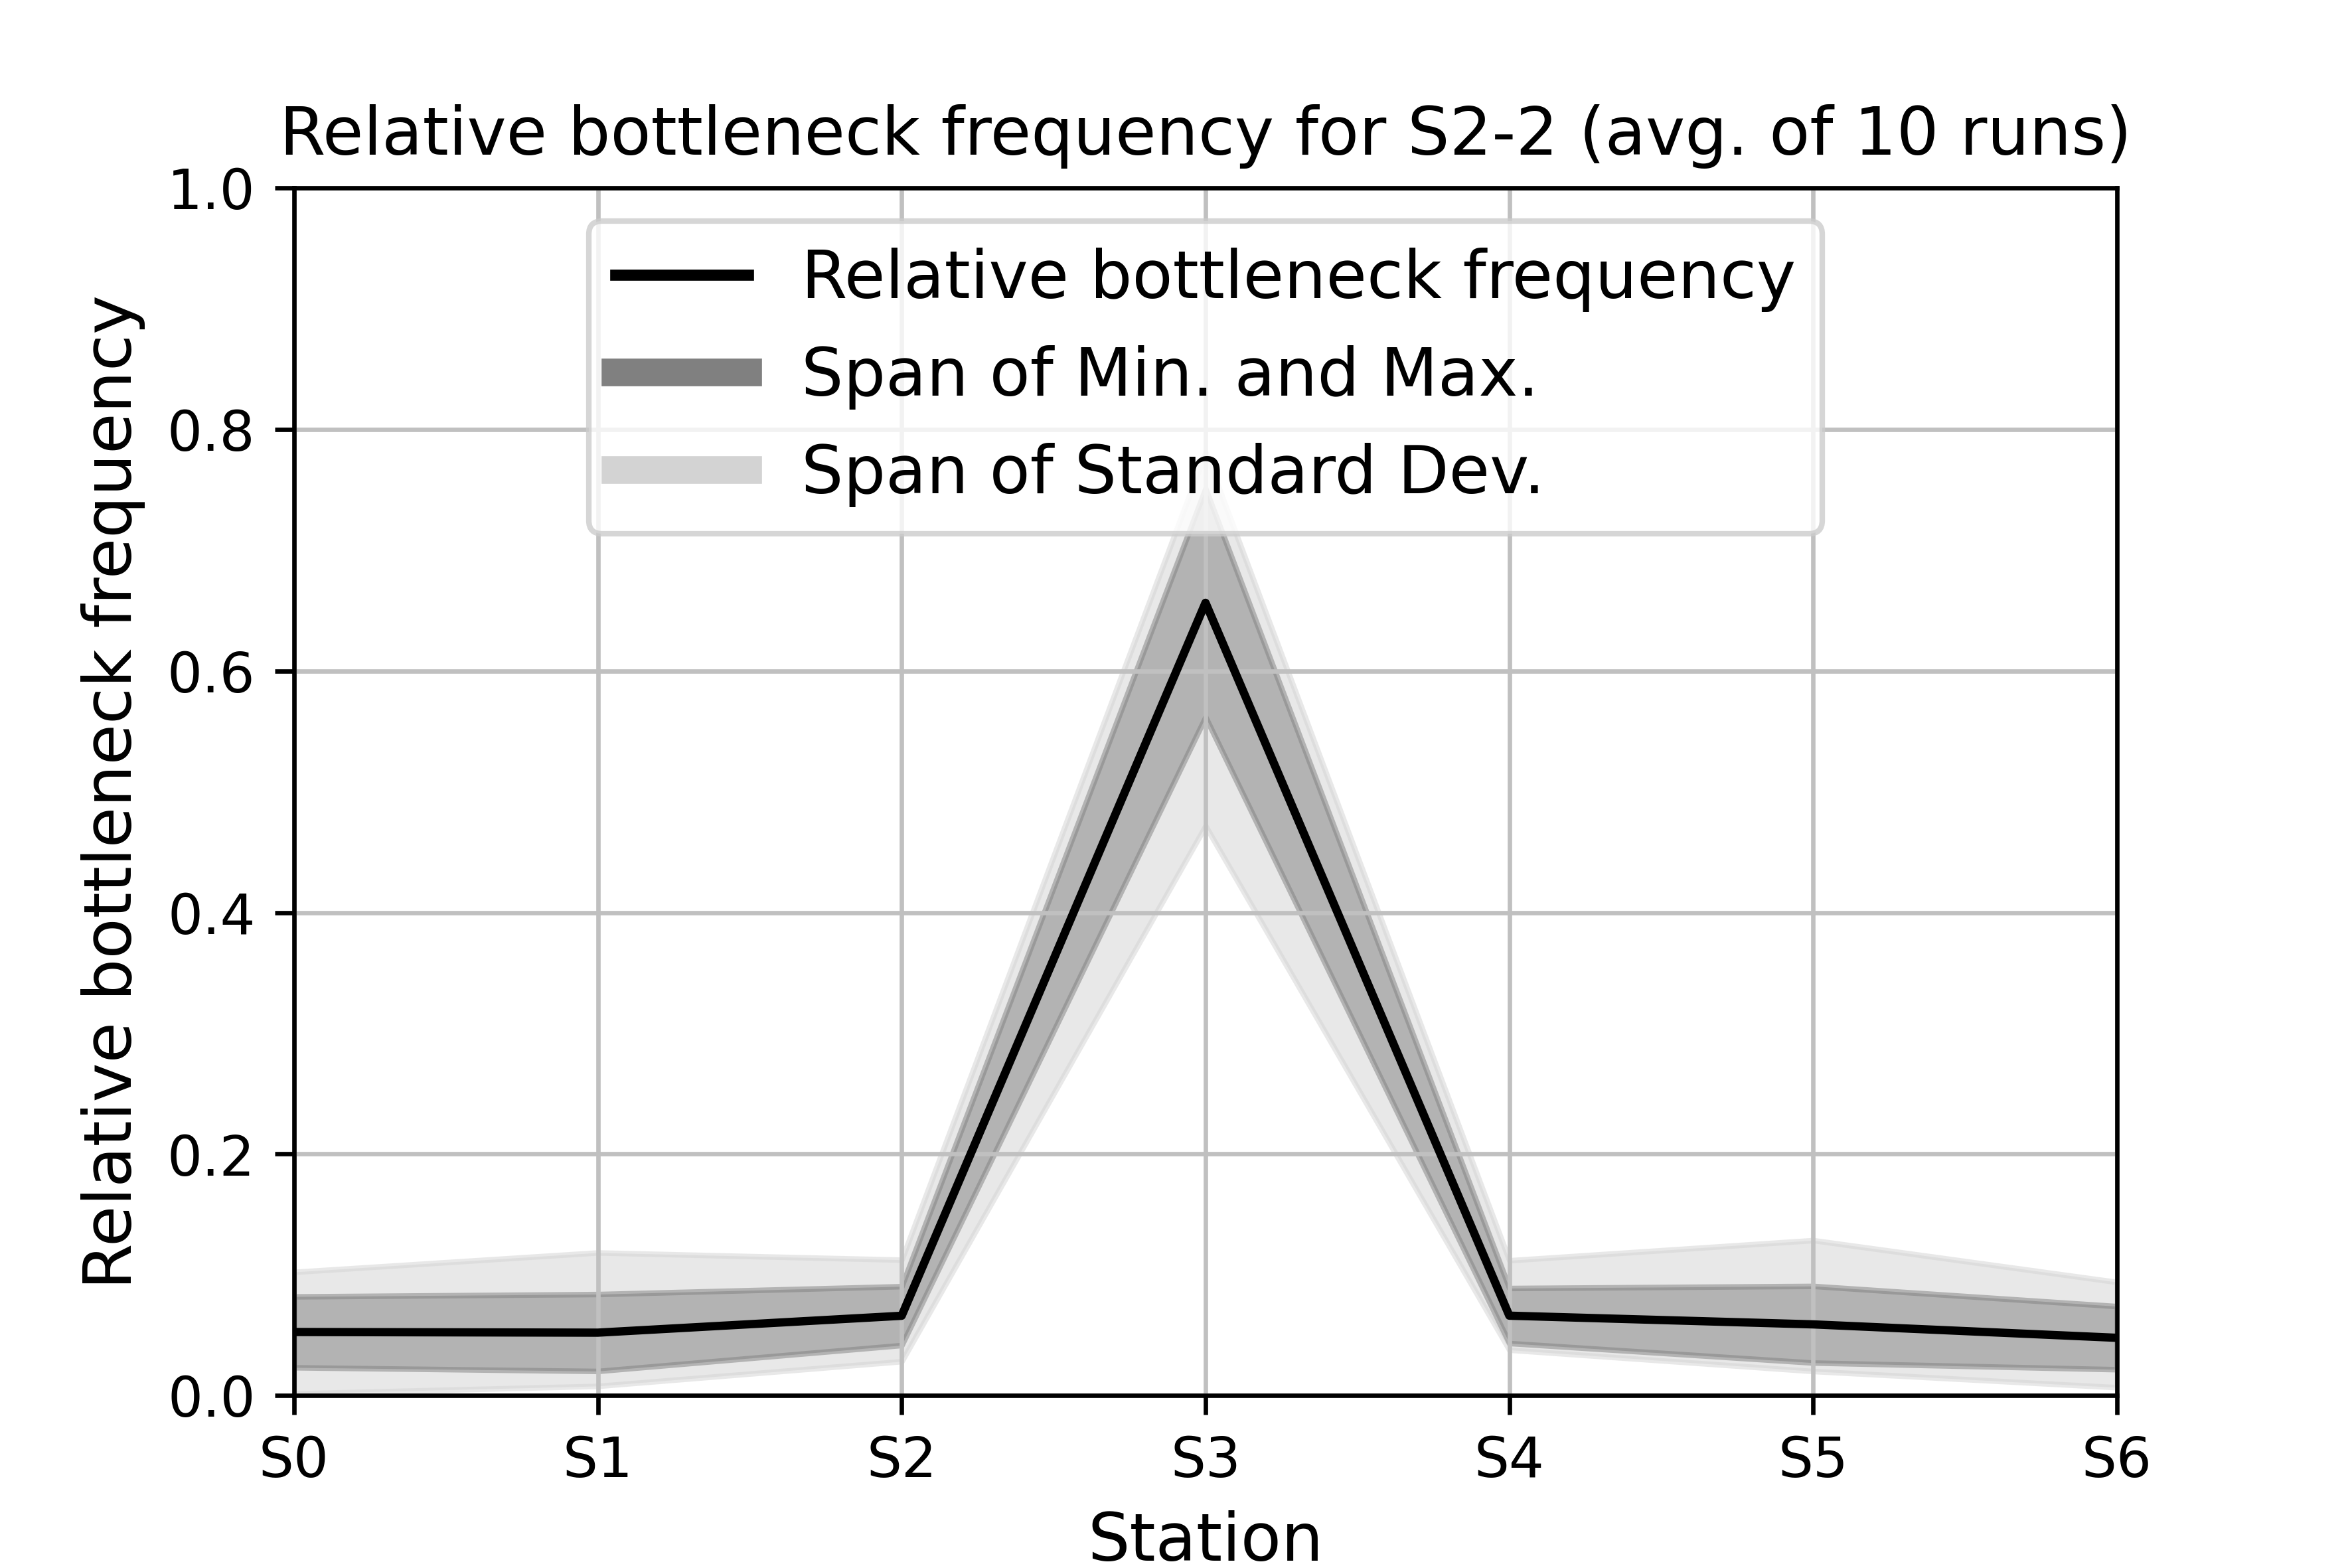 Relative bottleneck frequency for S2-2 (avg. of 10 runs)
Relative bottleneck frequency
1.0
0.8
0.6
0.4
0.2
0.0
Relative bottleneck frequency
Span of Min. and Max.
Span of Standard Dev.
S0 S1 S2 S3 S4 S5 S6
Station